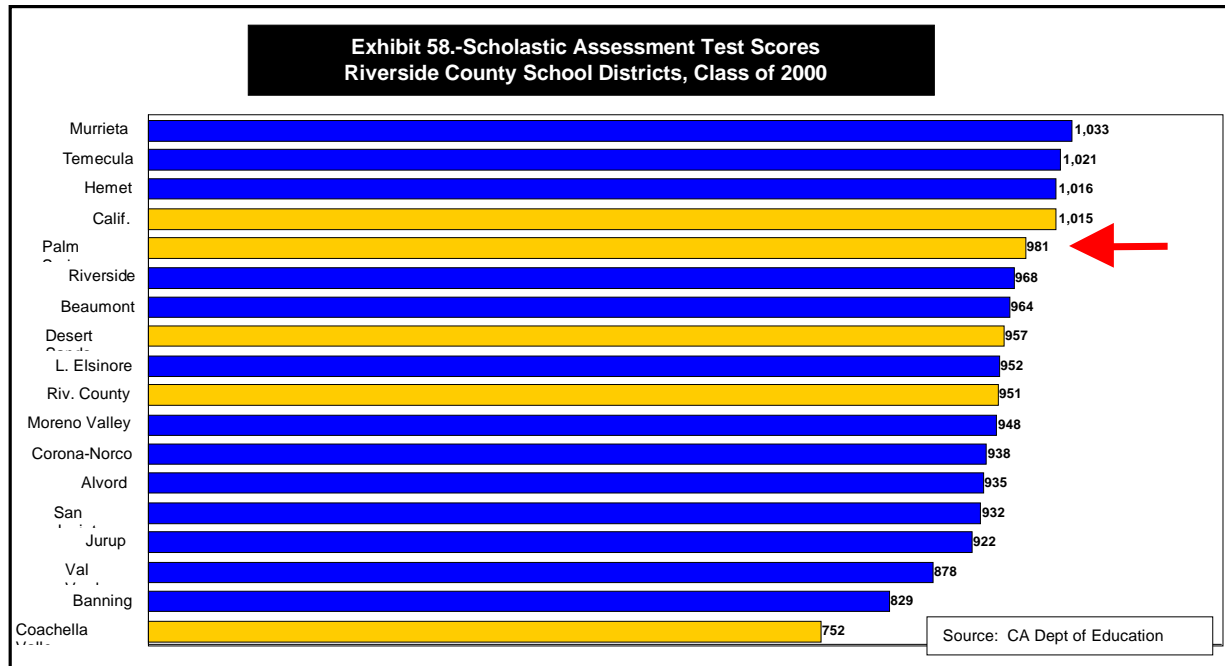 Exhibit 58.-Scholastic Assessment Test Scores
Riverside County School Districts, Class of 2000
Murrieta 1,033
Temecula 1,021
Hemet 1,016
Calif. 1,015
Palm 981
Riverside 968
Beaumont 964
Desert 957
L. Elsinore 952
Riv. County 951
Moreno Valley 948
Corona-Norco 938
Alvord 935
San 932
Jurup 922
Val 878
Banning 829
Coachella 752
Source: CA Dept of Education